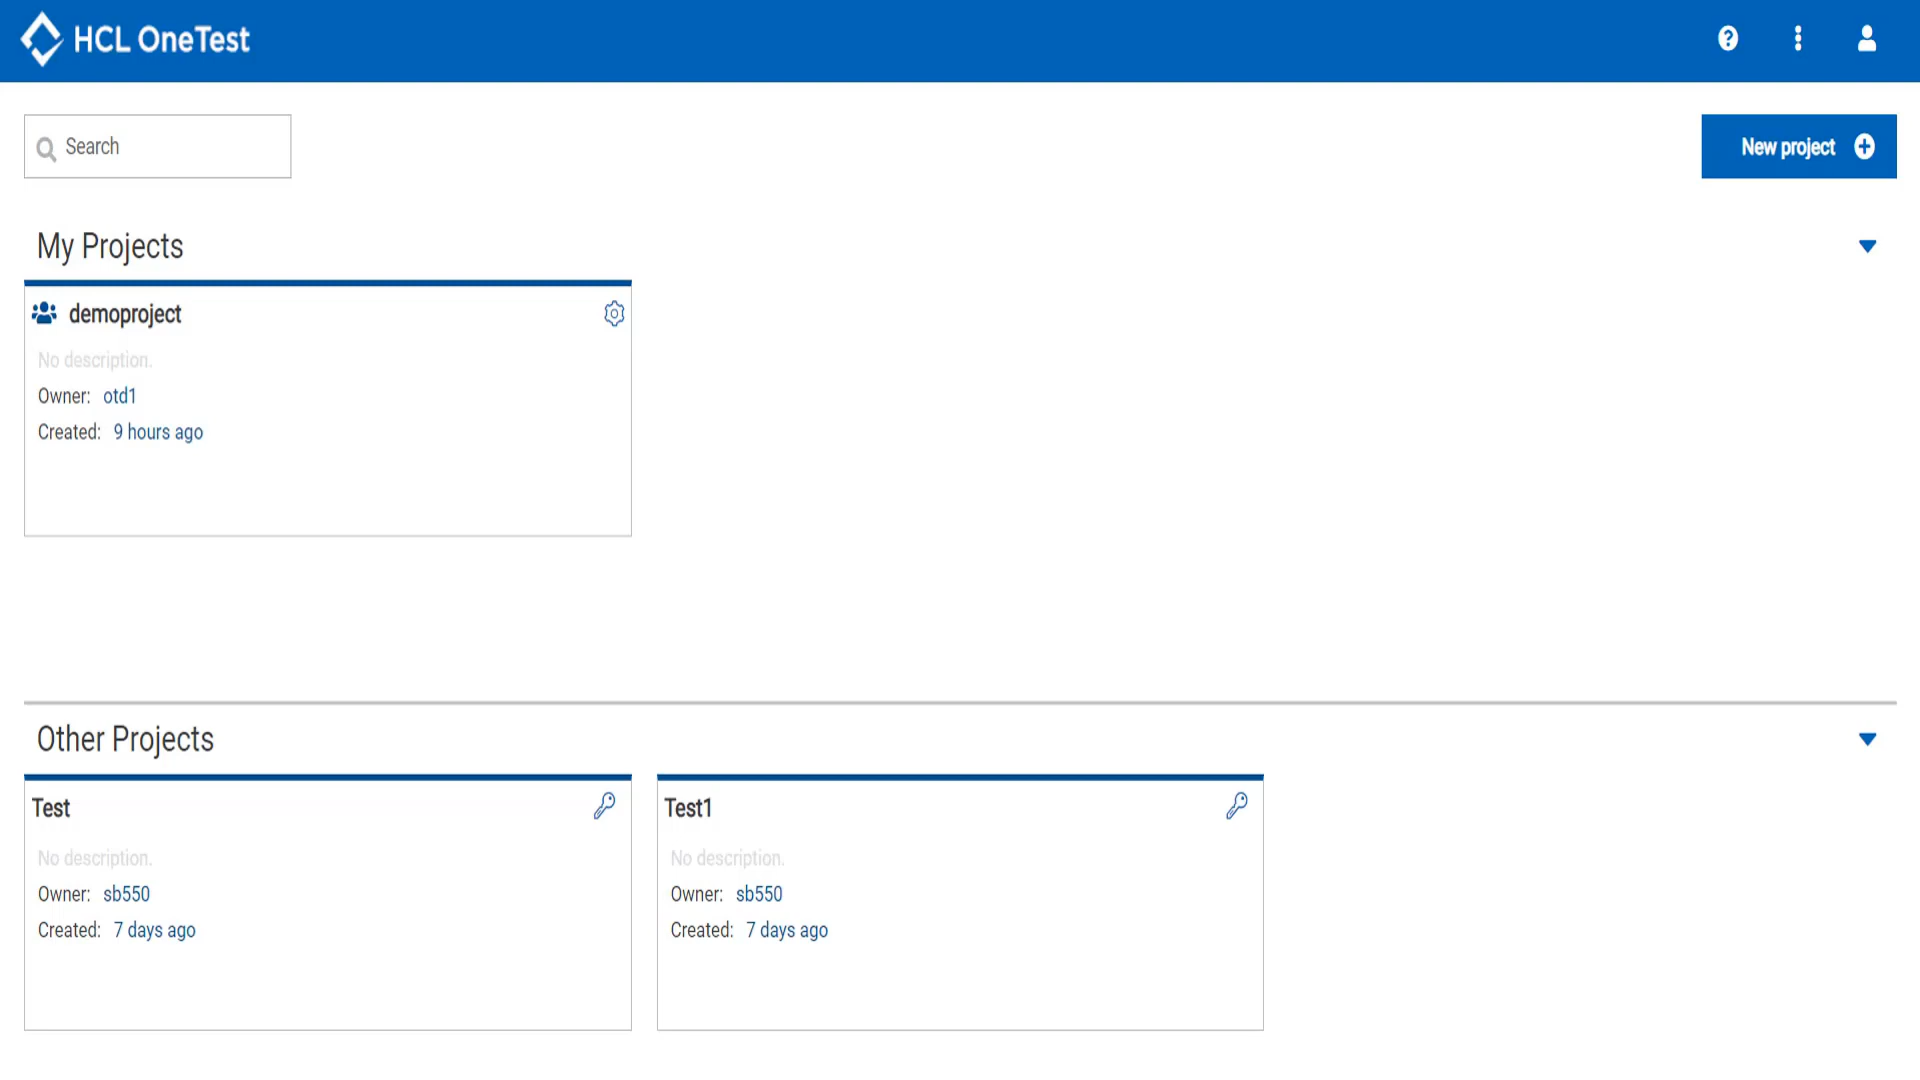 HCL OneTest
Search
New project
My Projects
demoproject
No description.
Owner: otd1
Created: 9 hours ago
Other Projects
Test
No description.
Owner: sb550
Created: 7 days ago
Test1
No description.
Owner: sb550
Created: 7 days ago